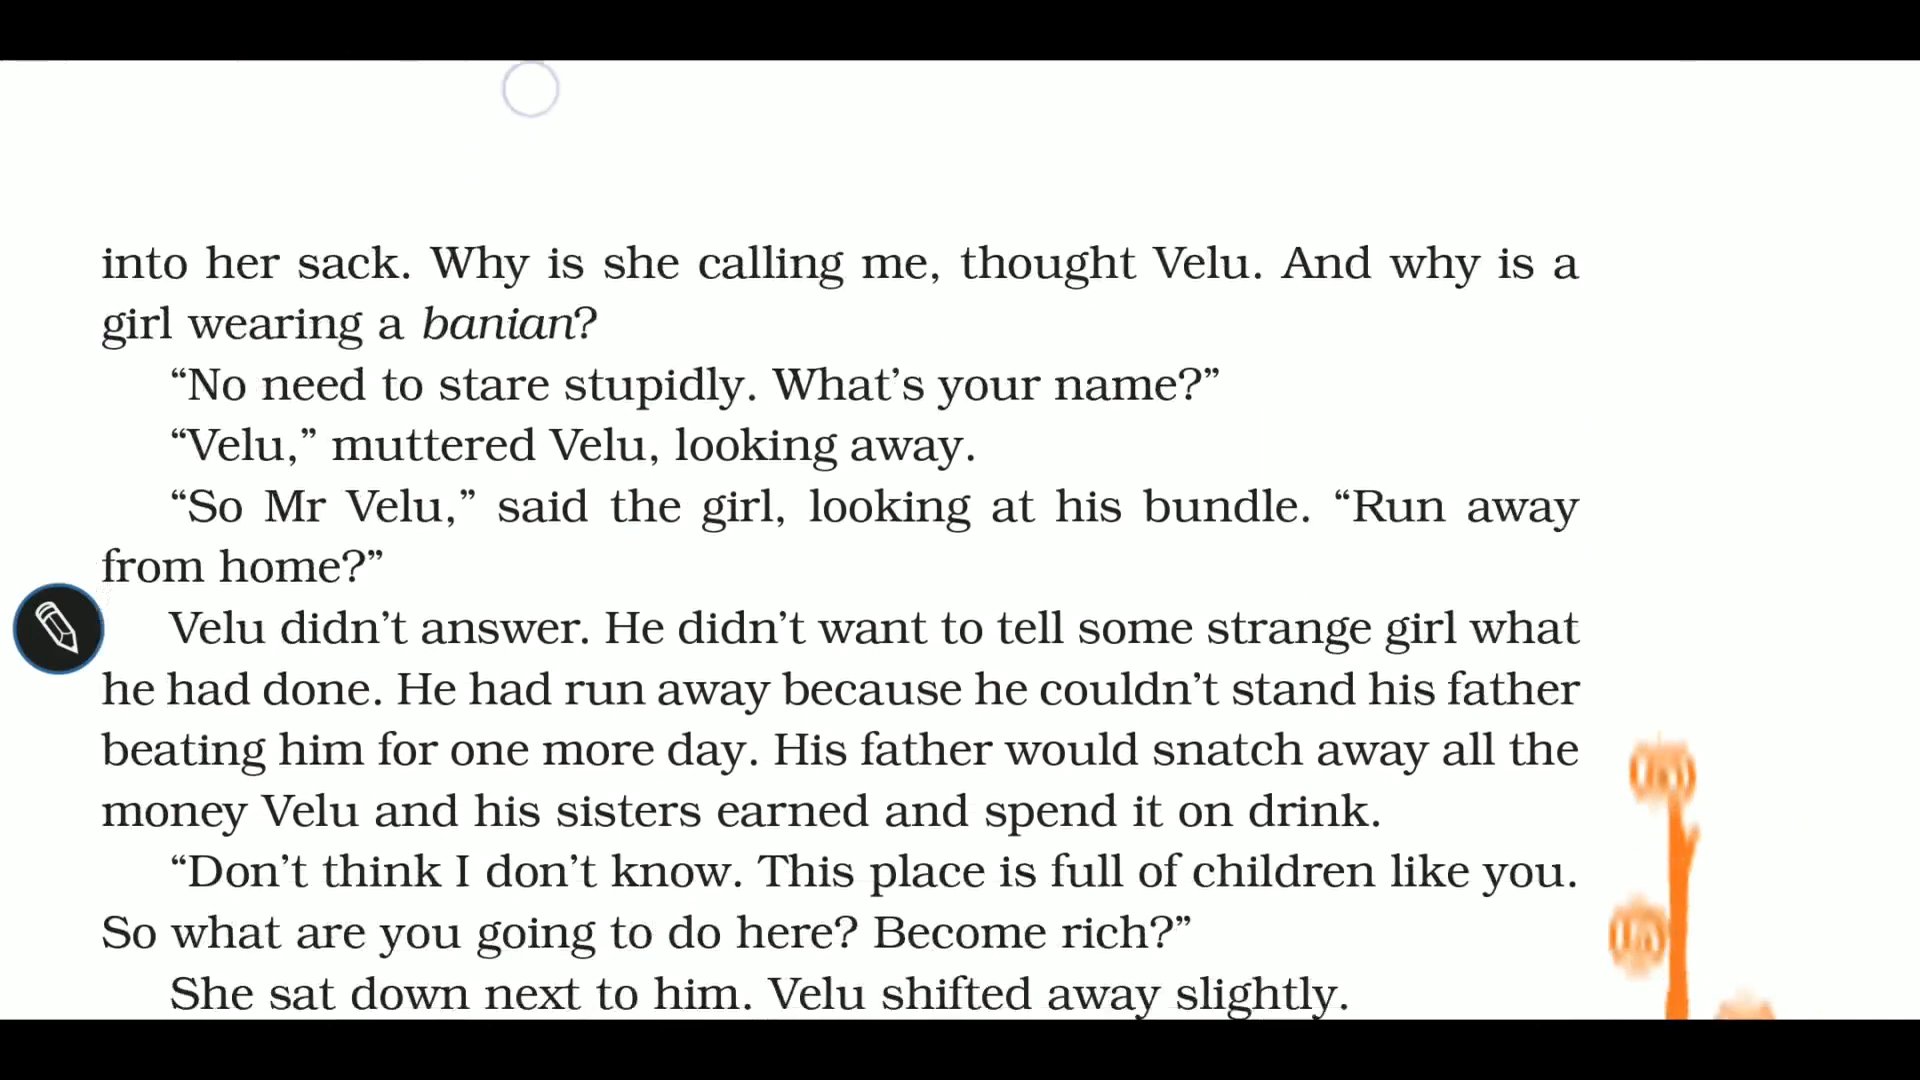 into her sack. Why is she calling me, thought Velu. And why is a
girl wearing a banian?
“No need to stare stupidly. What’s your name?”
“Velu,” muttered Velu, looking away.
“So Mr Velu,” said the girl, looking at his bundle. “Run away
from home?”
Velu didn’t answer. He didn’t want to tell some strange girl what
he had done. He had run away because he couldn’t stand his father
beating him for one more day. His father would snatch away all the
money Velu and his sisters earned and spend it on drink.
“Don’t think I don’t know. This place is full of children like you.
So what are you going to do here? Become rich?”
She sat down next to him. Velu shifted away slightly.